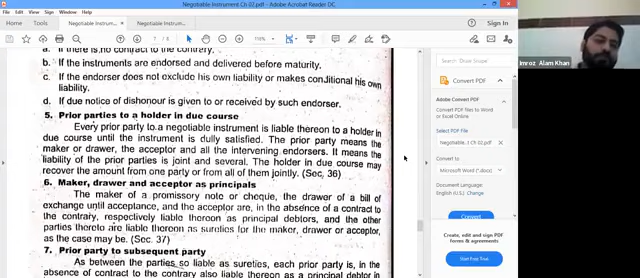 Negotiable Instrument Ch 02.pdf - Adobe Acrobat Reader DC
Home
Tools
Negotiable Instrum...
Negotiable Instrum...
Sign In
7 / 8
168%
a. If there is no contract to the contrary.
b. If the instruments are endorsed and delivered before maturity.
c. If the endorser does not exclude his own liability or makes conditional his own
liability.
d. If due notice of dishonour is given to or received by such endorser.
5. Prior parties to a holder in due course
Every prior party to a negotiable instrument is liable thereon to a holder in
due course until the instrument is dully satisfied. The prior party means the
maker or drawer, the acceptor and all the intervening endorsers. It means the
liability of the prior parties is joint and several. The holder in due course may
recover the amount from one party or from all of them jointly. (Sec. 36)
6. Maker, drawer and acceptor as principals
The maker of a promissory note or cheque, the drawer of a bill of
exchange until acceptance, and the acceptor are, in the absence of a contract to
the contrary, respectively liable thereon as principal debtors, and the other
parties thereto are liable thereon as sureties for the maker, drawer or acceptor,
as the case may be. (Sec. 37)
7. Prior party to subsequent party
As between the parties so liable as sureties, each prior party is, in the
absence of contract to the contrary also liable thereon as a principal debtor in
Convert PDF
Adobe Convert PDF
Convert PDF Files to Word or Excel Online
Select PDF File
Negotiable...t Ch 02.pdf
Convert to
Microsoft Word (*.docx)
Document Language:
English (U.S.) Change
Convert
Create, edit and sign PDF
forms & agreements
Start Free Trial
Imroz Alam Khan